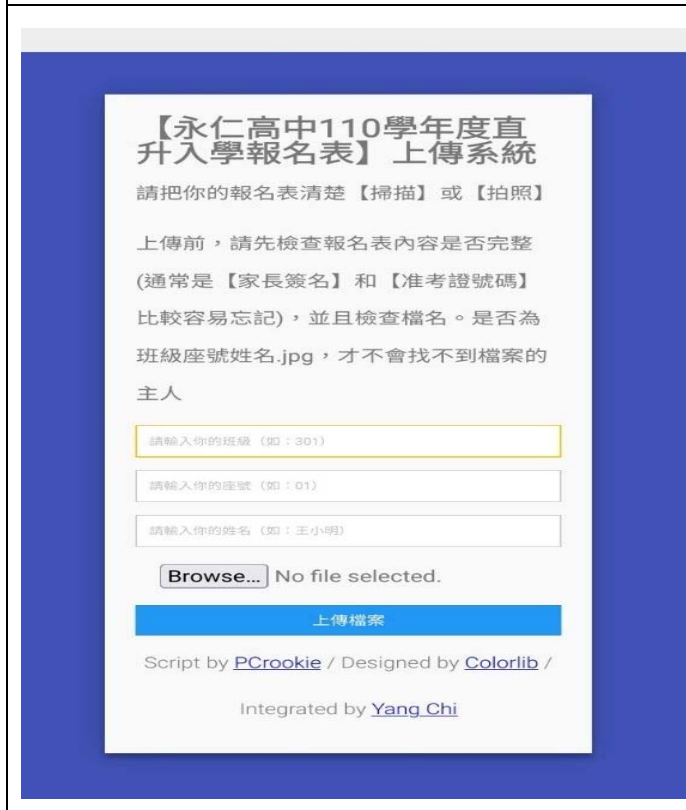 【永仁高中110學年度直
升入學報名表】上傳系統
請把你的報名表清楚【掃描】或【拍照】
上傳前，請先檢查報名表內容是否完整
(通常是【家長簽名】和【准考證號碼】
比較容易忘記)，並且檢查檔名。是否為
班級座號姓名.jpg，才不會找不到檔案的
主人
請輸入你的班級（如：301）
請輸入你的座號（如：01）
請輸入你的姓名（如：王小明）
Browse... No file selected.
上傳檔案
Script by PCrookie / Designed by Colorlib /
Integrated by Yang Chi